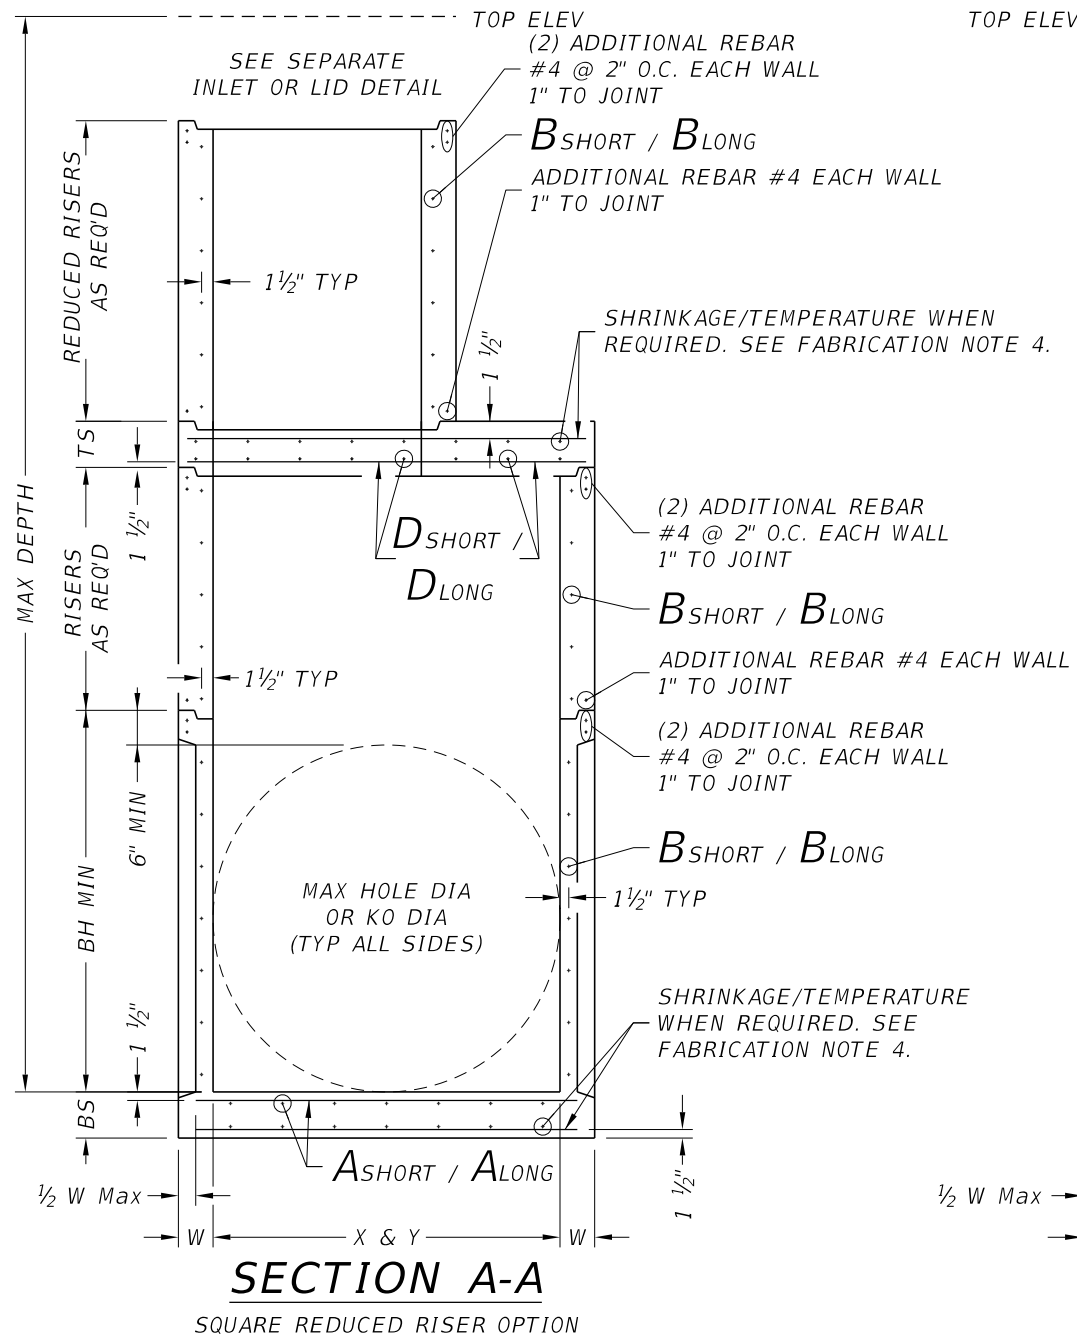 TOP ELEV
TOP ELEV
SEE SEPARATE
INLET OR LID DETAIL
(2) ADDITIONAL REBAR
#4 @ 2" O.C. EACH WALL
1" TO JOINT
BSHORT / BLONG
ADDITIONAL REBAR #4 EACH WALL
1" TO JOINT
REDUCED RISERS
AS REQ'D
1½" TYP
1 ½"
SHRINKAGE/TEMPERATURE WHEN
REQUIRED. SEE FABRICATION NOTE 4.
TS
1 ½"
MAX DEPTH
RISERS
AS REQ'D
DSHORT /
DLONG
(2) ADDITIONAL REBAR
#4 @ 2" O.C. EACH WALL
1" TO JOINT
BSHORT / BLONG
1½" TYP
ADDITIONAL REBAR #4 EACH WALL
1" TO JOINT
(2) ADDITIONAL REBAR
#4 @ 2" O.C. EACH WALL
1" TO JOINT
6" MIN
BH MIN
BSHORT / BLONG
MAX HOLE DIA
OR KO DIA
(TYP ALL SIDES)
1½" TYP
1 ½"
SHRINKAGE/TEMPERATURE
WHEN REQUIRED. SEE
FABRICATION NOTE 4.
BS
ASHORT / ALONG
1 ½"
½ W Max
½ W Max
W
X & Y
W
SECTION A-A
SQUARE REDUCED RISER OPTION